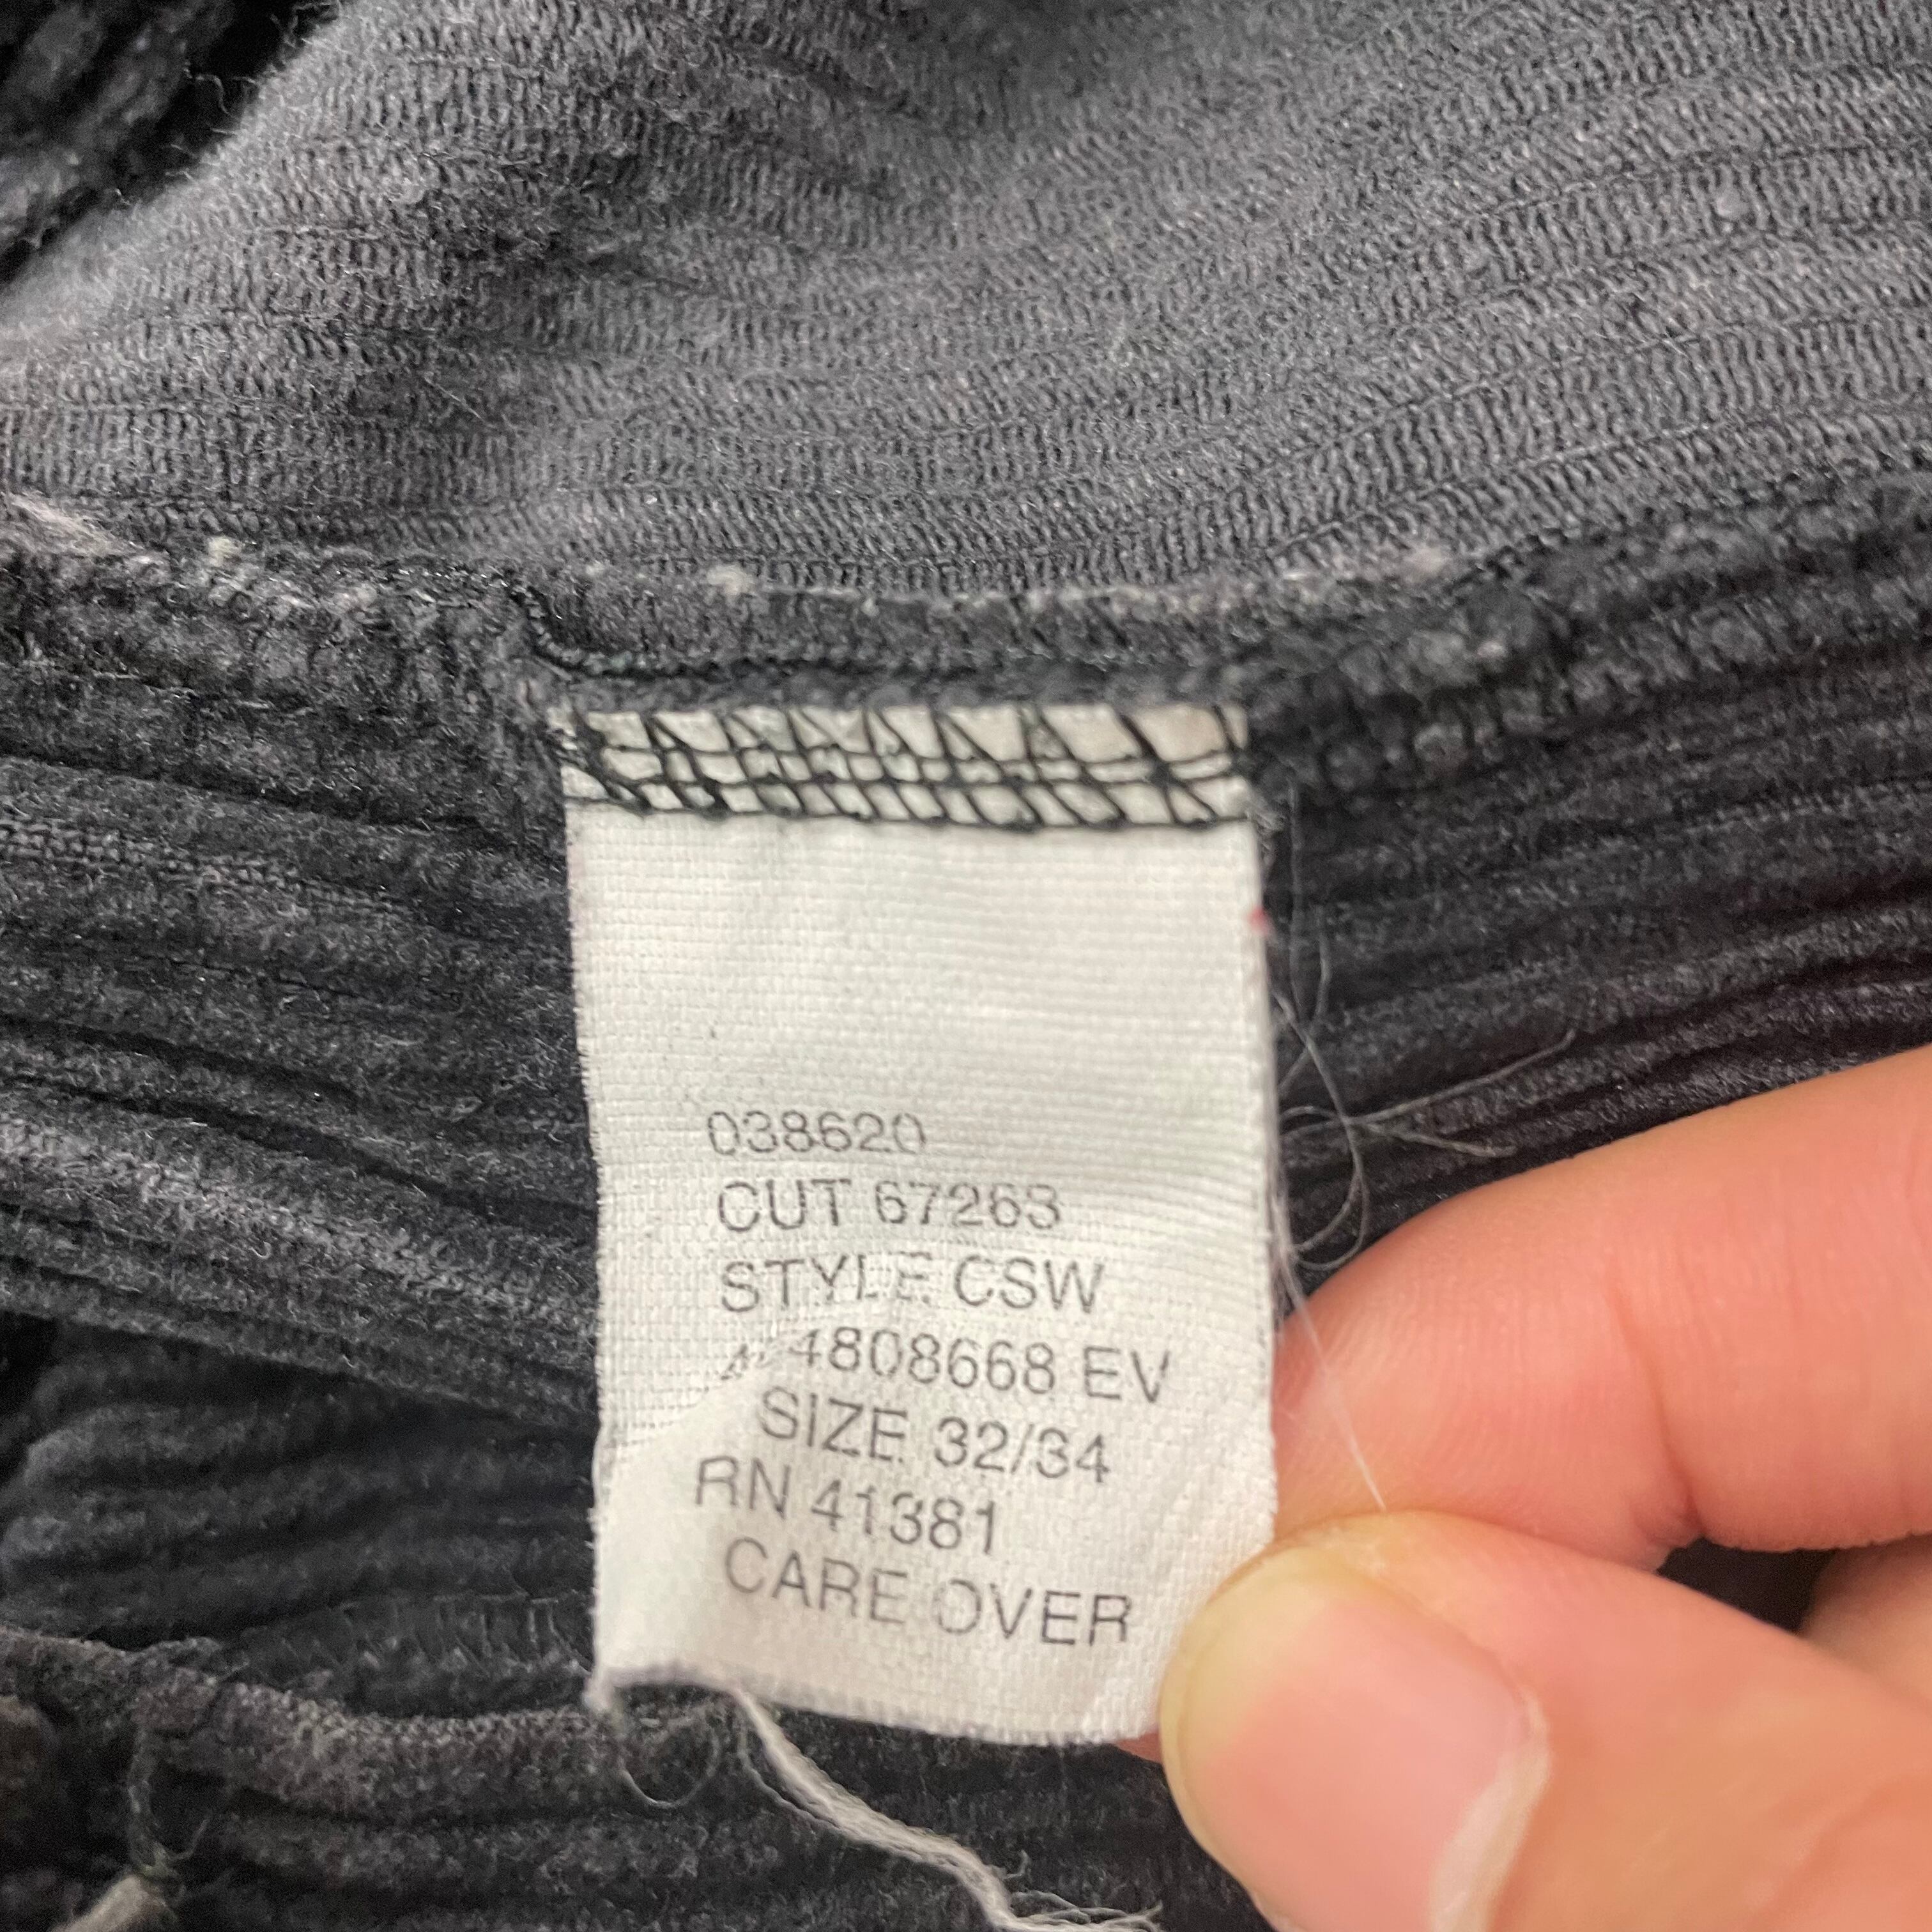 038620
CUT 67263
STYLE CSW
4808668 EV
SIZE 32/34
RN 41381
CARE OVER